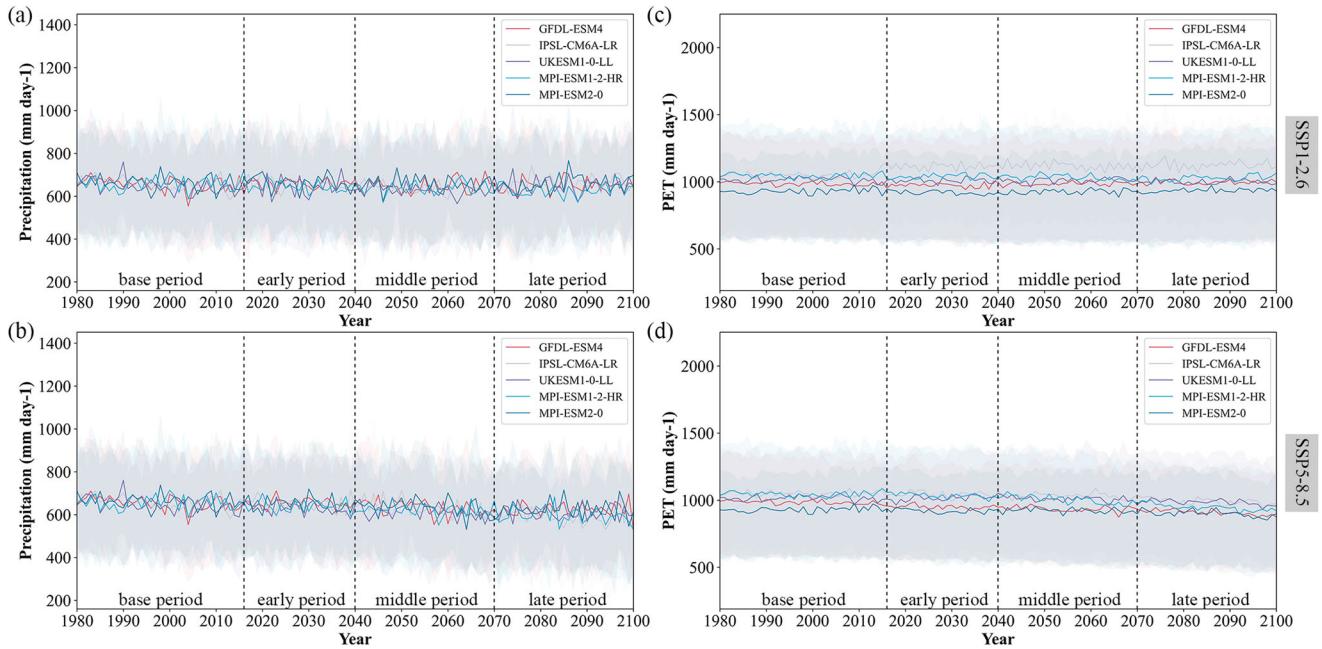 (a)
1400
1200
1000
800
600
400
200
Precipitation (mm day-1)
GFDL-ESM4
IPSL-CM6A-LR
UKESM1-0-LL
MPI-ESM1-2-HR
MPI-ESM2-0
base period early period middle period late period
1980 1990 2000 2010 2020 2030 2040 2050 2060 2070 2080 2090 2100
Year
(c)
2000
1500
1000
500
PET (mm day-1)
GFDL-ESM4
IPSL-CM6A-LR
UKESM1-0-LL
MPI-ESM1-2-HR
MPI-ESM2-0
base period early period middle period late period
1980 1990 2000 2010 2020 2030 2040 2050 2060 2070 2080 2090 2100
Year
SSP1-2.6
(b)
1400
1200
1000
800
600
400
200
Precipitation (mm day-1)
GFDL-ESM4
IPSL-CM6A-LR
UKESM1-0-LL
MPI-ESM1-2-HR
MPI-ESM2-0
base period early period middle period late period
1980 1990 2000 2010 2020 2030 2040 2050 2060 2070 2080 2090 2100
Year
(d)
2000
1500
1000
500
PET (mm day-1)
GFDL-ESM4
IPSL-CM6A-LR
UKESM1-0-LL
MPI-ESM1-2-HR
MPI-ESM2-0
base period early period middle period late period
1980 1990 2000 2010 2020 2030 2040 2050 2060 2070 2080 2090 2100
Year
SSP5-8.5